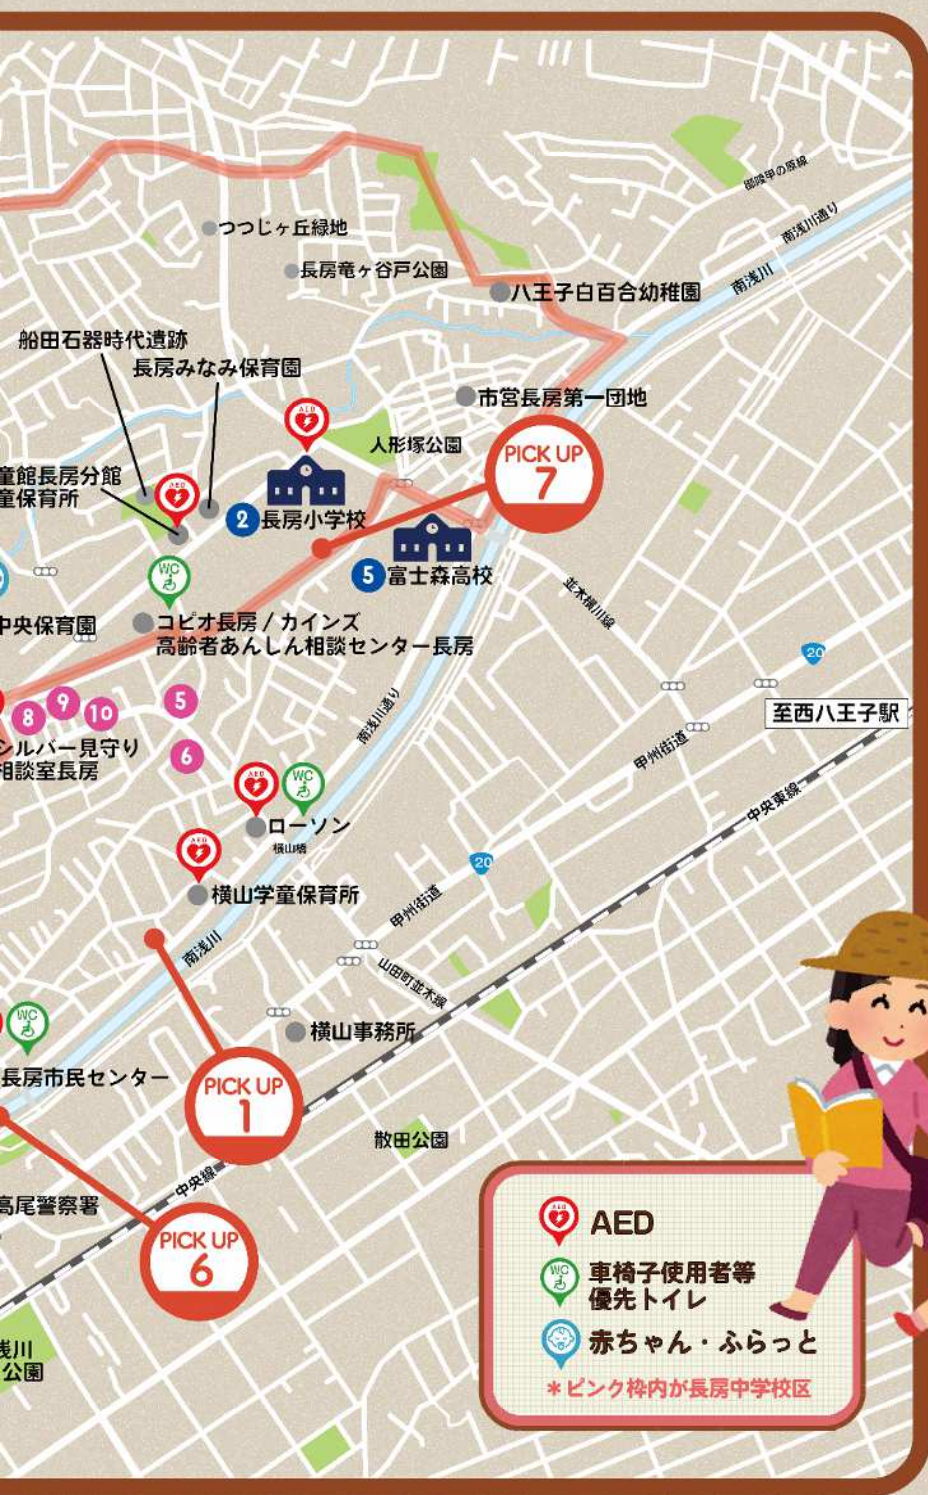 御陵甲の原線
南浅川通り
つつじヶ丘緑地
長房竜ヶ谷戸公園
南浅川
八王子白百合幼稚園
船田石器時代遺跡
長房みなみ保育園
市営長房第一団地
AED
人形塚公園
PICK UP
7
童館長房分館
童保育所
AED
2 長房小学校
WC
5 富士森高校
並木横川線
中央保育園
コピオ長房 / カインズ
高齢者あんしん相談センター長房
20
8
9
10
5
南浅川通り
至西八王子駅
シルバー見守り
相談室長房
6
甲州街道
AED
WC
中央東線
ローソン
横山橋
AED
20
横山学童保育所
甲州街道
南浅川
山田町並木線
WC
横山事務所
長房市民センター
PICK UP
1
散田公園
中央線
高尾警察署
PICK UP
6
AED
AED
WC
車椅子使用者等
優先トイレ
赤ちゃん・ふらっと
＊ピンク枠内が長房中学校区
浅川
公園